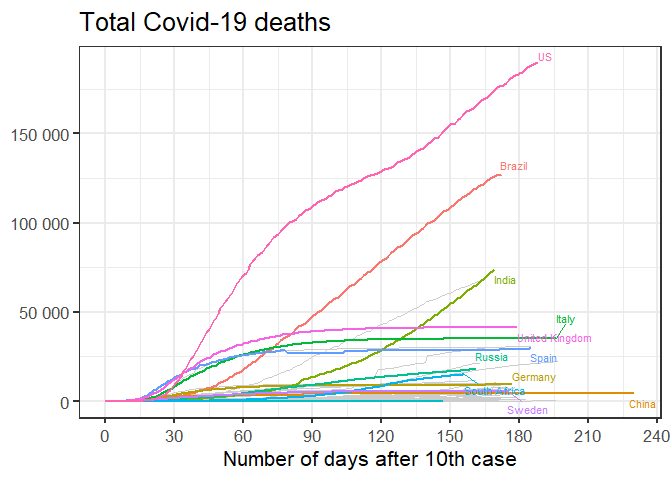 Total Covid-19 deaths
US
150 000
Brazil
100 000
India
50 000
Italy
United Kingdom
Russia
Spain
Germany
South Africa
0
China
Sweden
0 30 60 90 120 150 180 210 240
Number of days after 10th case